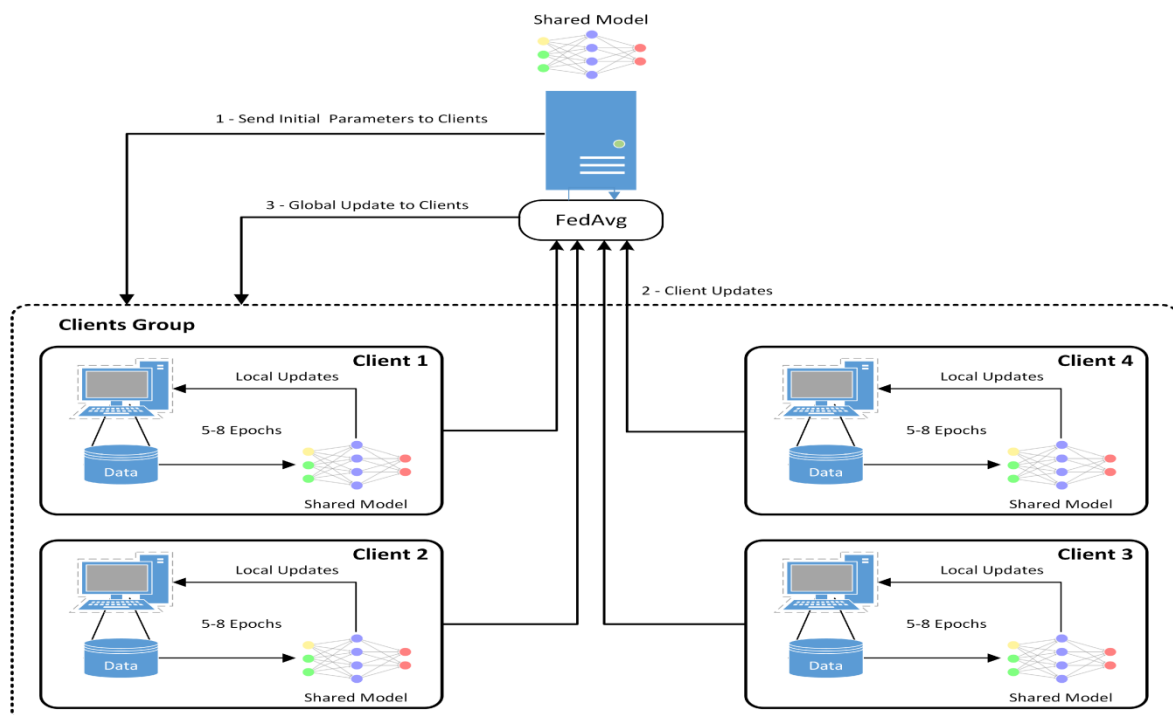 Shared Model
1 - Send Initial Parameters to Clients
3 - Global Update to Clients
FedAvg
2 - Client Updates
Clients Group
Client 1
Local Updates
5-8 Epochs
Data
Shared Model
Client 4
Local Updates
5-8 Epochs
Data
Shared Model
Client 2
Local Updates
5-8 Epochs
Data
Shared Model
Client 3
Local Updates
5-8 Epochs
Data
Shared Model